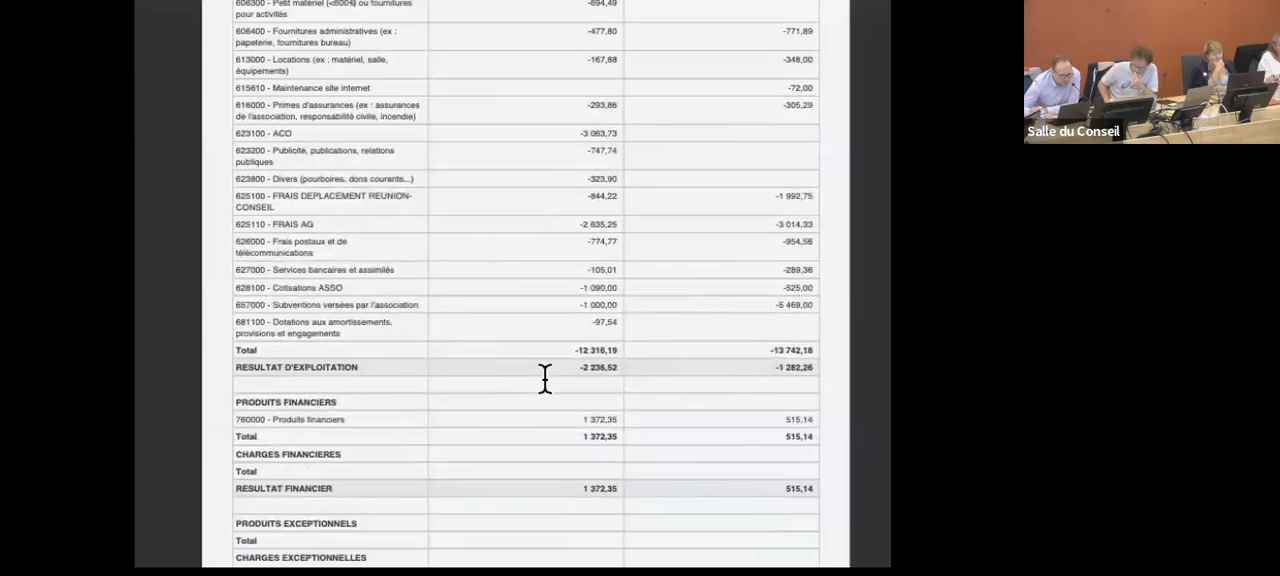 606300 - Petit matériel (<600€) ou fournitures
pour activités
-694,49
606400 - Fournitures administratives (ex :
papeterie, fournitures bureau)
-477,80
-771,89
613000 - Locations (ex : matériel, salle,
équipements)
-167,88
-348,00
615610 - Maintenance site internet
-72,00
616000 - Primes d'assurances (ex : assurances
de l'association, responsabilité civile, incendie)
-293,86
-305,29
623100 - ACO
-3 063,73
623200 - Publicité, publications, relations
publiques
-747,74
623800 - Divers (pourboires, dons courants...)
-323,90
625100 - FRAIS DEPLACEMENT REUNION-
CONSEIL
-844,22
-1 992,75
625110 - FRAIS AG
-2 635,25
-3 014,33
626000 - Frais postaux et de
télécommunications
-774,77
-954,56
627000 - Services bancaires et assimilés
-105,01
-289,36
628100 - Cotisations ASSO
-1 090,00
-525,00
657000 - Subventions versées par l'association
-1 000,00
-5 469,00
681100 - Dotations aux amortissements,
provisions et engagements
-97,54
Total
-12 316,19
-13 742,18
RESULTAT D'EXPLOITATION
-2 236,52
-1 282,26
PRODUITS FINANCIERS
760000 - Produits financiers
1 372,35
515,14
Total
1 372,35
515,14
CHARGES FINANCIERES
Total
RESULTAT FINANCIER
1 372,35
515,14
PRODUITS EXCEPTIONNELS
Total
CHARGES EXCEPTIONNELLES
Salle du Conseil